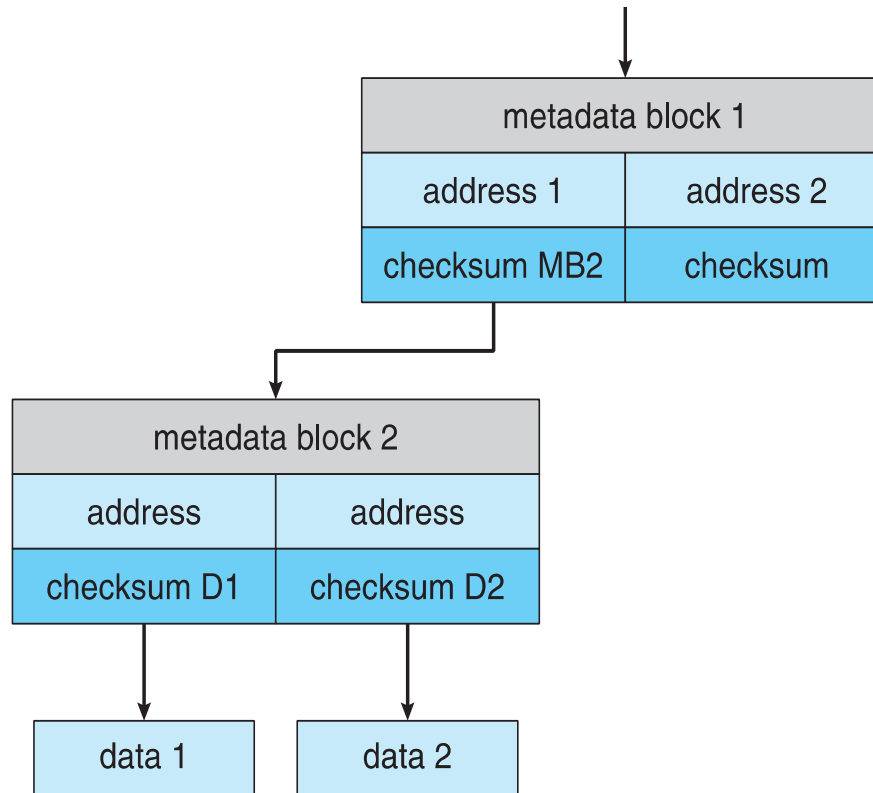 metadata block 1
address 1
address 2
checksum MB2
checksum
metadata block 2
address
address
checksum D1
checksum D2
data 1
data 2